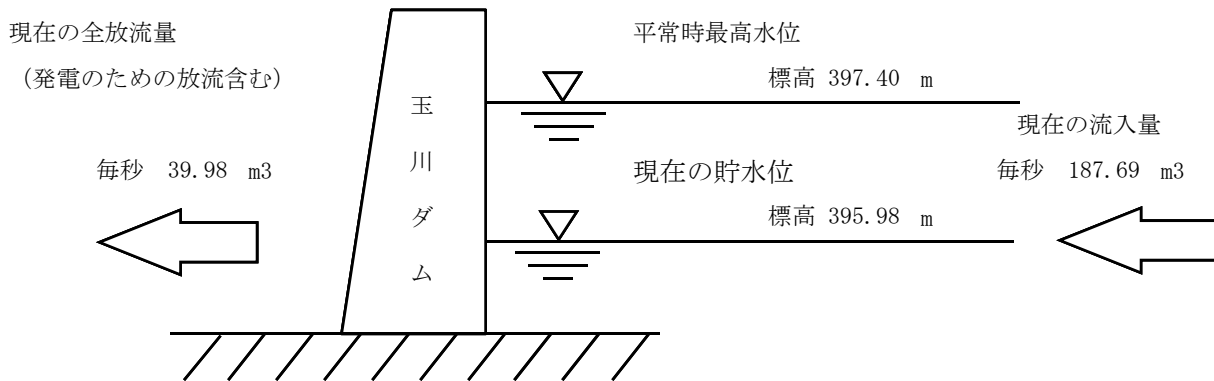 現在の全放流量
（発電のための放流含む）
毎秒 39.98 m3
玉川ダム
平常時最高水位
標高 397.40 m
現在の貯水位
標高 395.98 m
現在の流入量
毎秒 187.69 m3